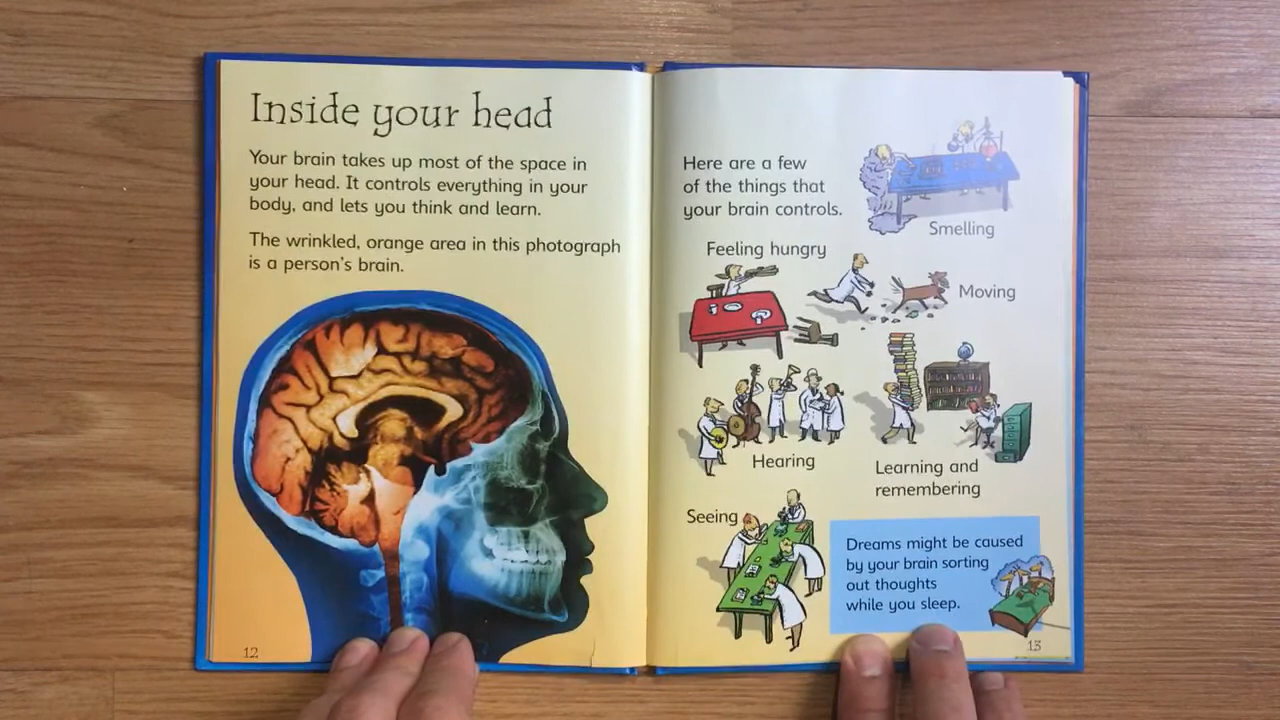 Inside your head
Your brain takes up most of the space in
your head. It controls everything in your
body, and lets you think and learn.
The wrinkled, orange area in this photograph
is a person's brain.
12
Here are a few
of the things that
your brain controls.
Smelling
Feeling hungry
Moving
Hearing
Learning and
remembering
Seeing
Dreams might be caused
by your brain sorting
out thoughts
while you sleep.
13